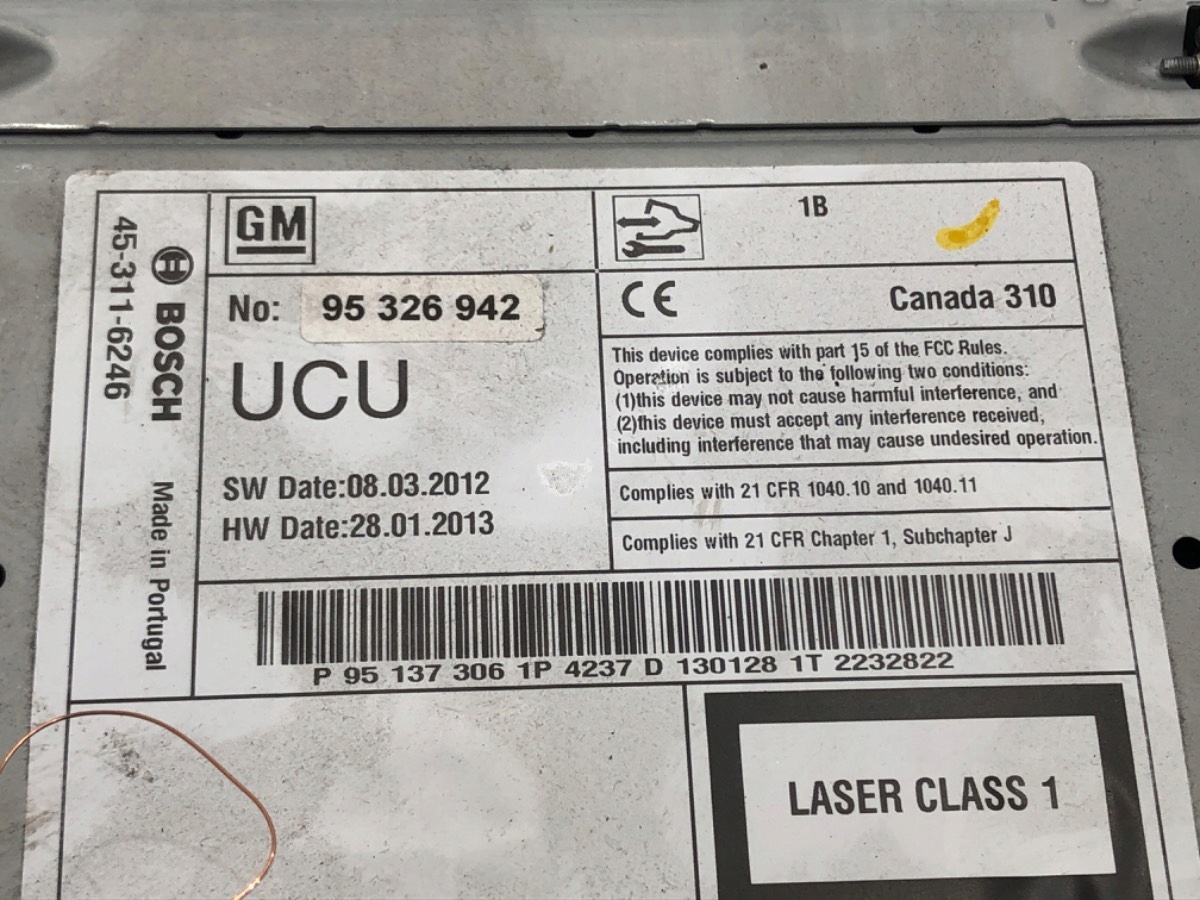 45-311-6246
BOSCH Made in Portugal
GM
No: 95 326 942
UCU
SW Date:08.03.2012
HW Date:28.01.2013
1B
CE Canada 310
This device complies with part 15 of the FCC Rules.
Operation is subject to the following two conditions:
(1)this device may not cause harmful interference, and
(2)this device must accept any interference received,
including interference that may cause undesired operation.
Complies with 21 CFR 1040.10 and 1040.11
Complies with 21 CFR Chapter 1, Subchapter J
P 95 137 306 1P 4237 D 130128 1T 2232822
LASER CLASS 1